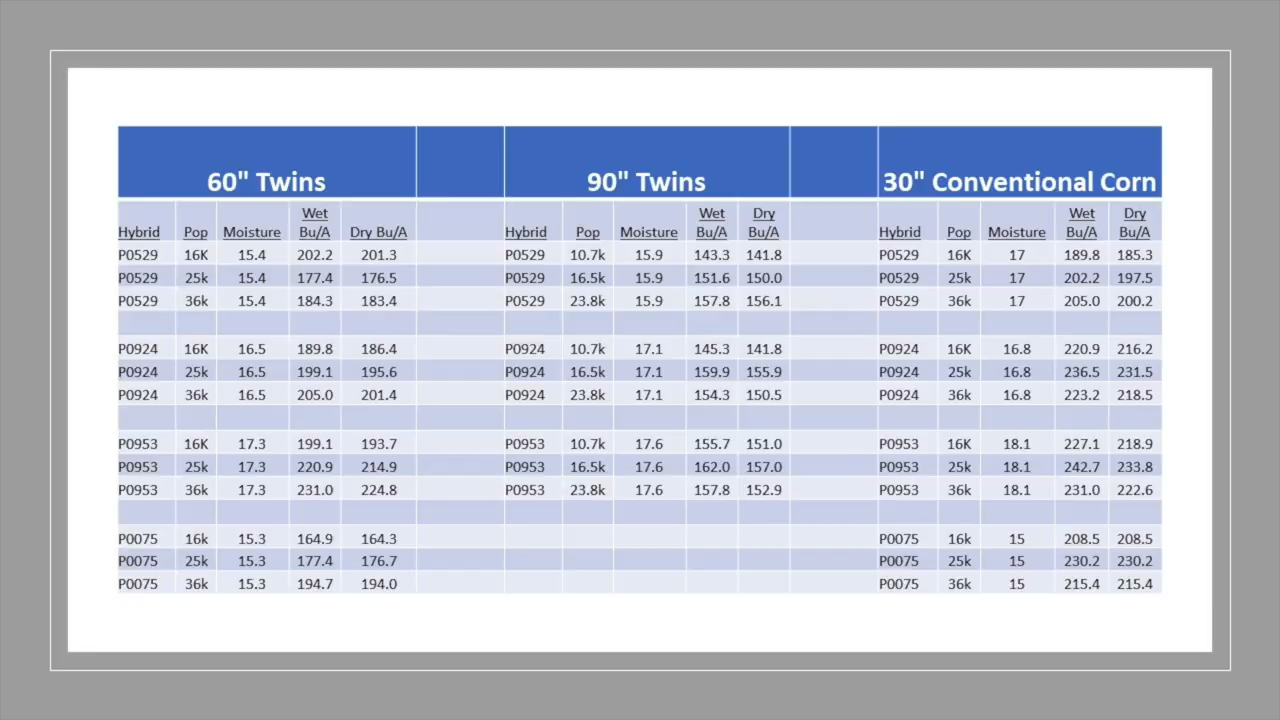 60" Twins 90" Twins 30" Conventional Corn
Wet Wet Dry Wet Dry
Hybrid Pop Moisture Bu/A Dry Bu/A Hybrid Pop Moisture Bu/A Bu/A Hybrid Pop Moisture Bu/A Bu/A
P0529 16K 15.4 202.2 201.3 P0529 10.7k 15.9 143.3 141.8 P0529 16K 17 189.8 185.3
P0529 25k 15.4 177.4 176.5 P0529 16.5k 15.9 151.6 150.0 P0529 25k 17 202.2 197.5
P0529 36k 15.4 184.3 183.4 P0529 23.8k 15.9 157.8 156.1 P0529 36k 17 205.0 200.2
P0924 16K 16.5 189.8 186.4 P0924 10.7k 17.1 145.3 141.8 P0924 16K 16.8 220.9 216.2
P0924 25k 16.5 199.1 195.6 P0924 16.5k 17.1 159.9 155.9 P0924 25k 16.8 236.5 231.5
P0924 36k 16.5 205.0 201.4 P0924 23.8k 17.1 154.3 150.5 P0924 36k 16.8 223.2 218.5
P0953 16K 17.3 199.1 193.7 P0953 10.7k 17.6 155.7 151.0 P0953 16K 18.1 227.1 218.9
P0953 25k 17.3 220.9 214.9 P0953 16.5k 17.6 162.0 157.0 P0953 25k 18.1 242.7 233.8
P0953 36k 17.3 231.0 224.8 P0953 23.8k 17.6 157.8 152.9 P0953 36k 18.1 231.0 222.6
P0075 16k 15.3 164.9 164.3 P0075 16k 15 208.5 208.5
P0075 25k 15.3 177.4 176.7 P0075 25k 15 230.2 230.2
P0075 36k 15.3 194.7 194.0 P0075 36k 15 215.4 215.4